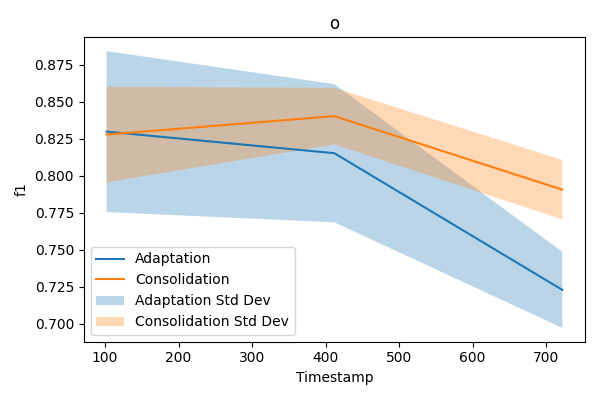 o
f1
0.875
0.850
0.825
0.800
0.775
0.750
0.725
0.700
Adaptation
Consolidation
Adaptation Std Dev
Consolidation Std Dev
100 200 300 400 500 600 700
Timestamp